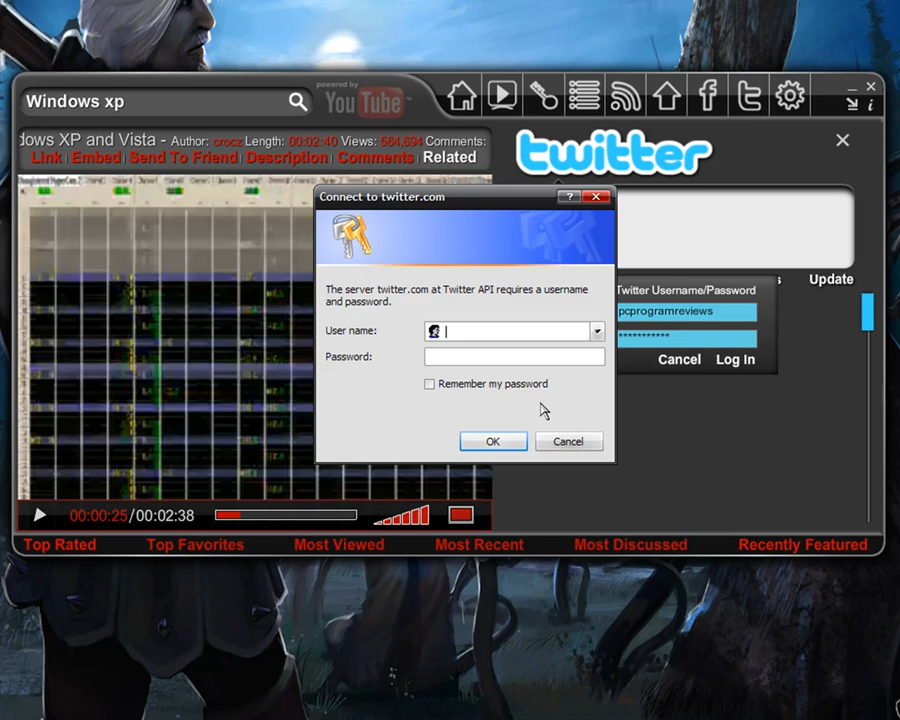 Windows xp
powered by
YouTube
dows XP and Vista - Author: crocz Length: 00:02:40 Views: 564,694 Comments:
Link | Embed | Send To Friend | Description | Comments | Related
twitter
Connect to twitter.com
?
The server twitter.com at Twitter API requires a username
and password.
User name:
Password:
Remember my password
OK
Cancel
s
Update
Twitter Username/Password
pcprogramreviews
***********
Cancel
Log In
00:00:25/00:02:38
Top Rated
Top Favorites
Most Viewed
Most Recent
Most Discussed
Recently Featured